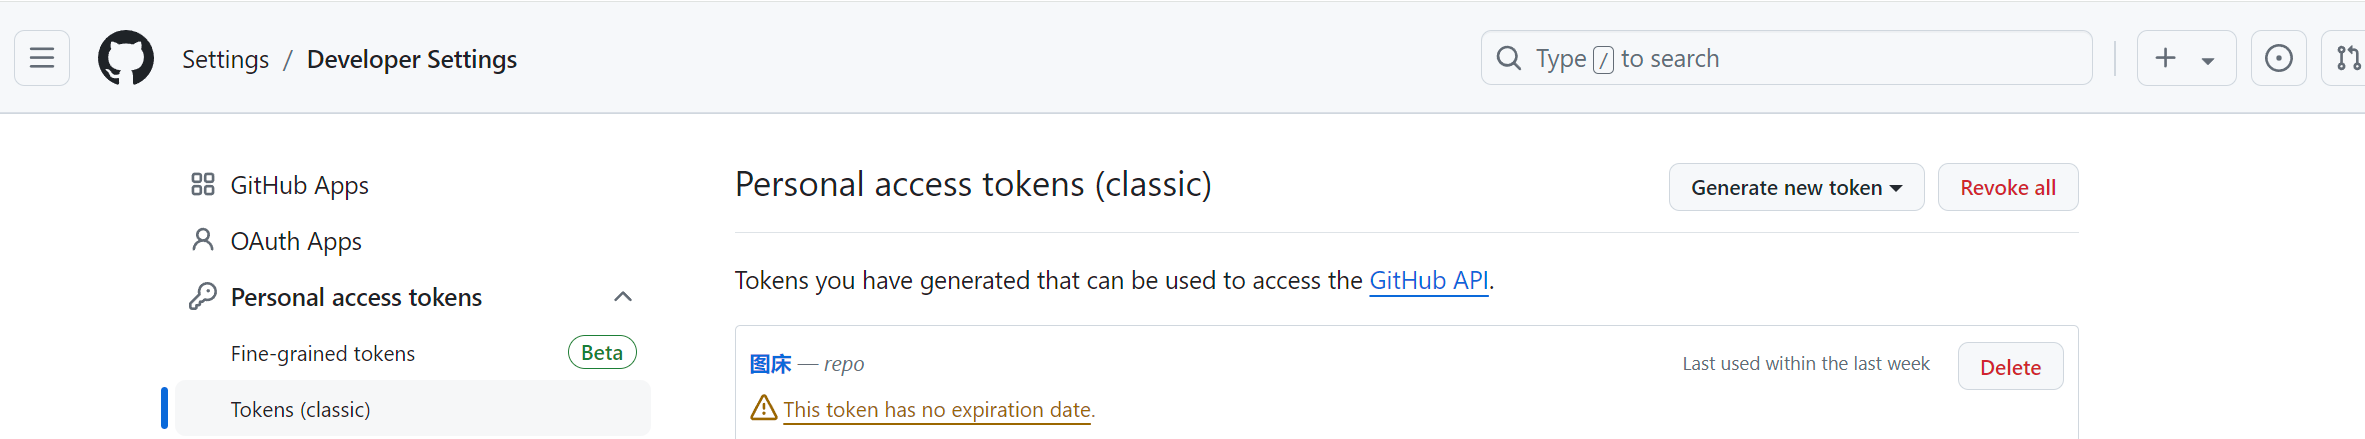 Settings / Developer Settings
Type / to search
GitHub Apps
OAuth Apps
Personal access tokens
Fine-grained tokens Beta
Tokens (classic)
Personal access tokens (classic)
Generate new token
Revoke all
Tokens you have generated that can be used to access the GitHub API.
图床 — repo
Last used within the last week
Delete
This token has no expiration date.